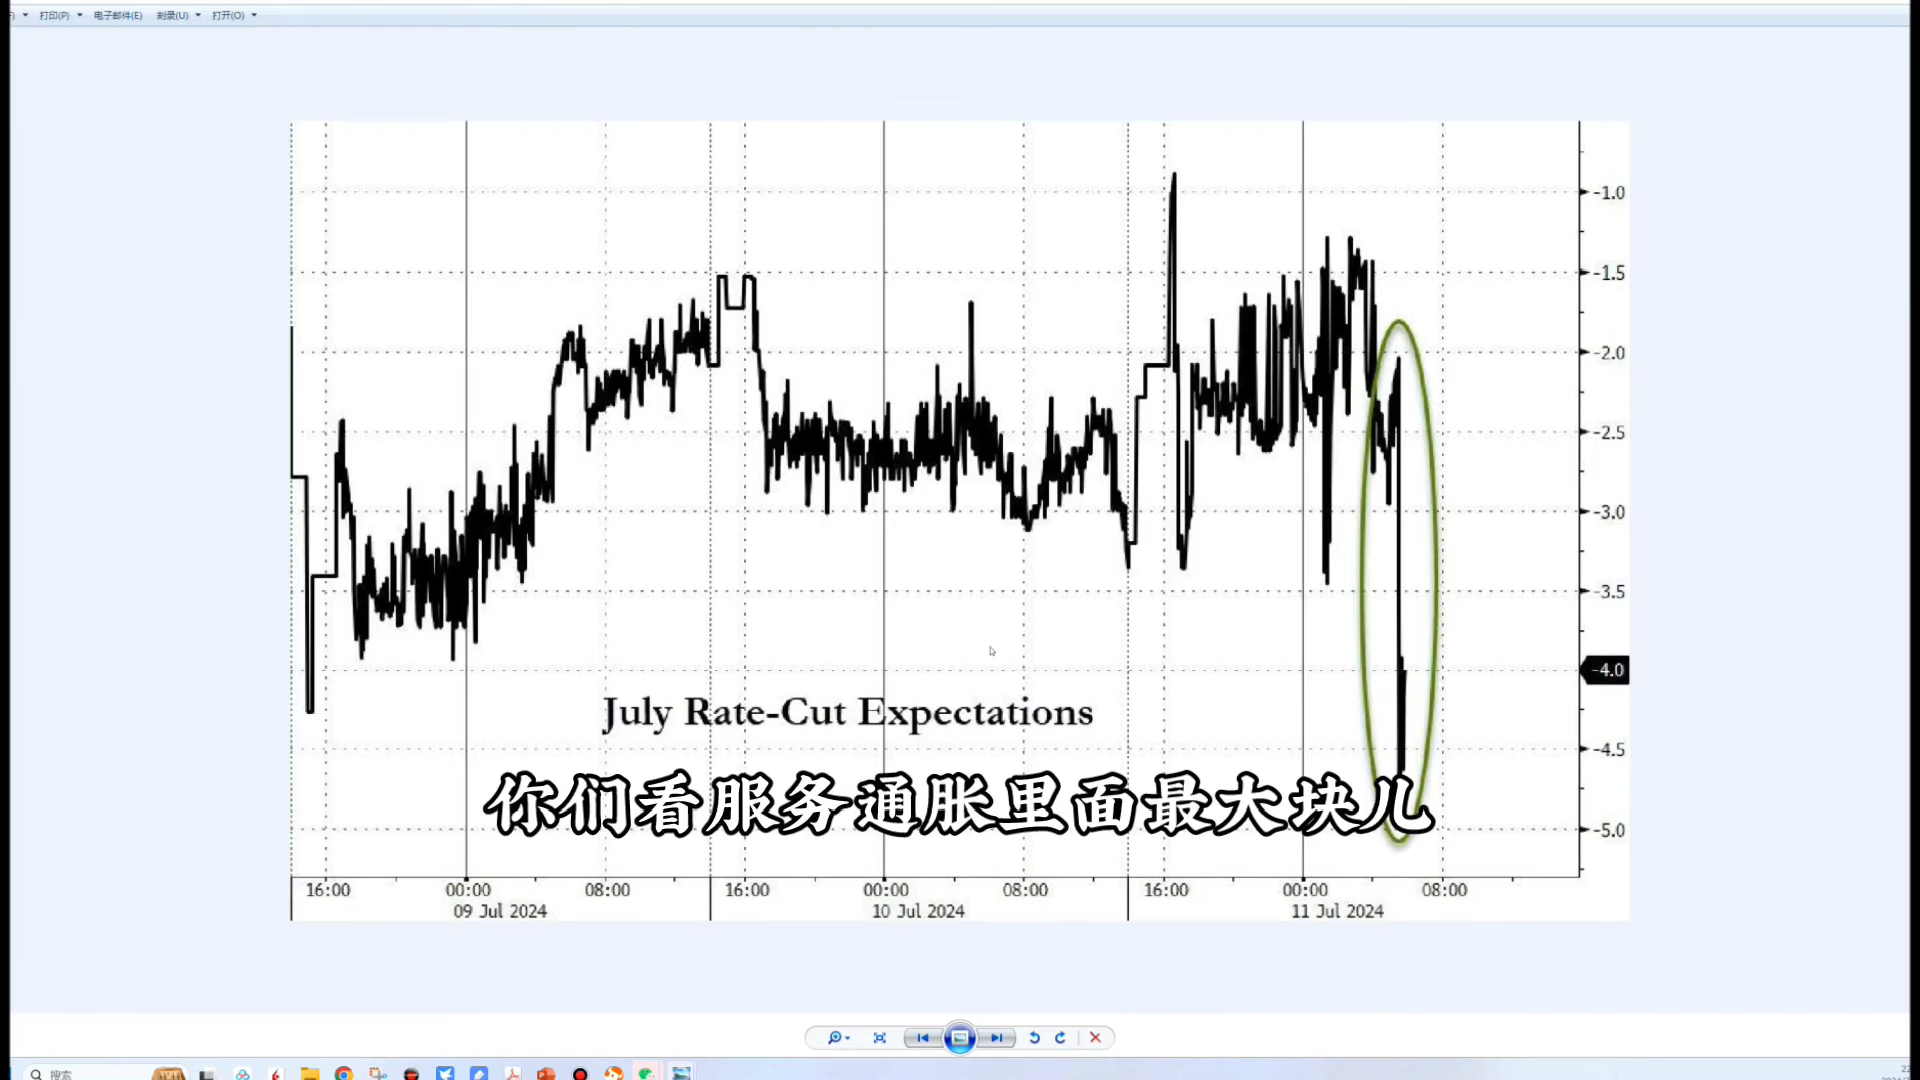 打印(P) 电子邮件(E) 刻录(U) 打开(O)
-1.0
-1.5
-2.0
-2.5
-3.0
-3.5
-4.0
-4.5
-5.0
July Rate-Cut Expectations
你们看服务通胀里面最大块儿
16:00 00:00 08:00 16:00 00:00 08:00 16:00 00:00 08:00
09 Jul 2024 10 Jul 2024 11 Jul 2024
搜索